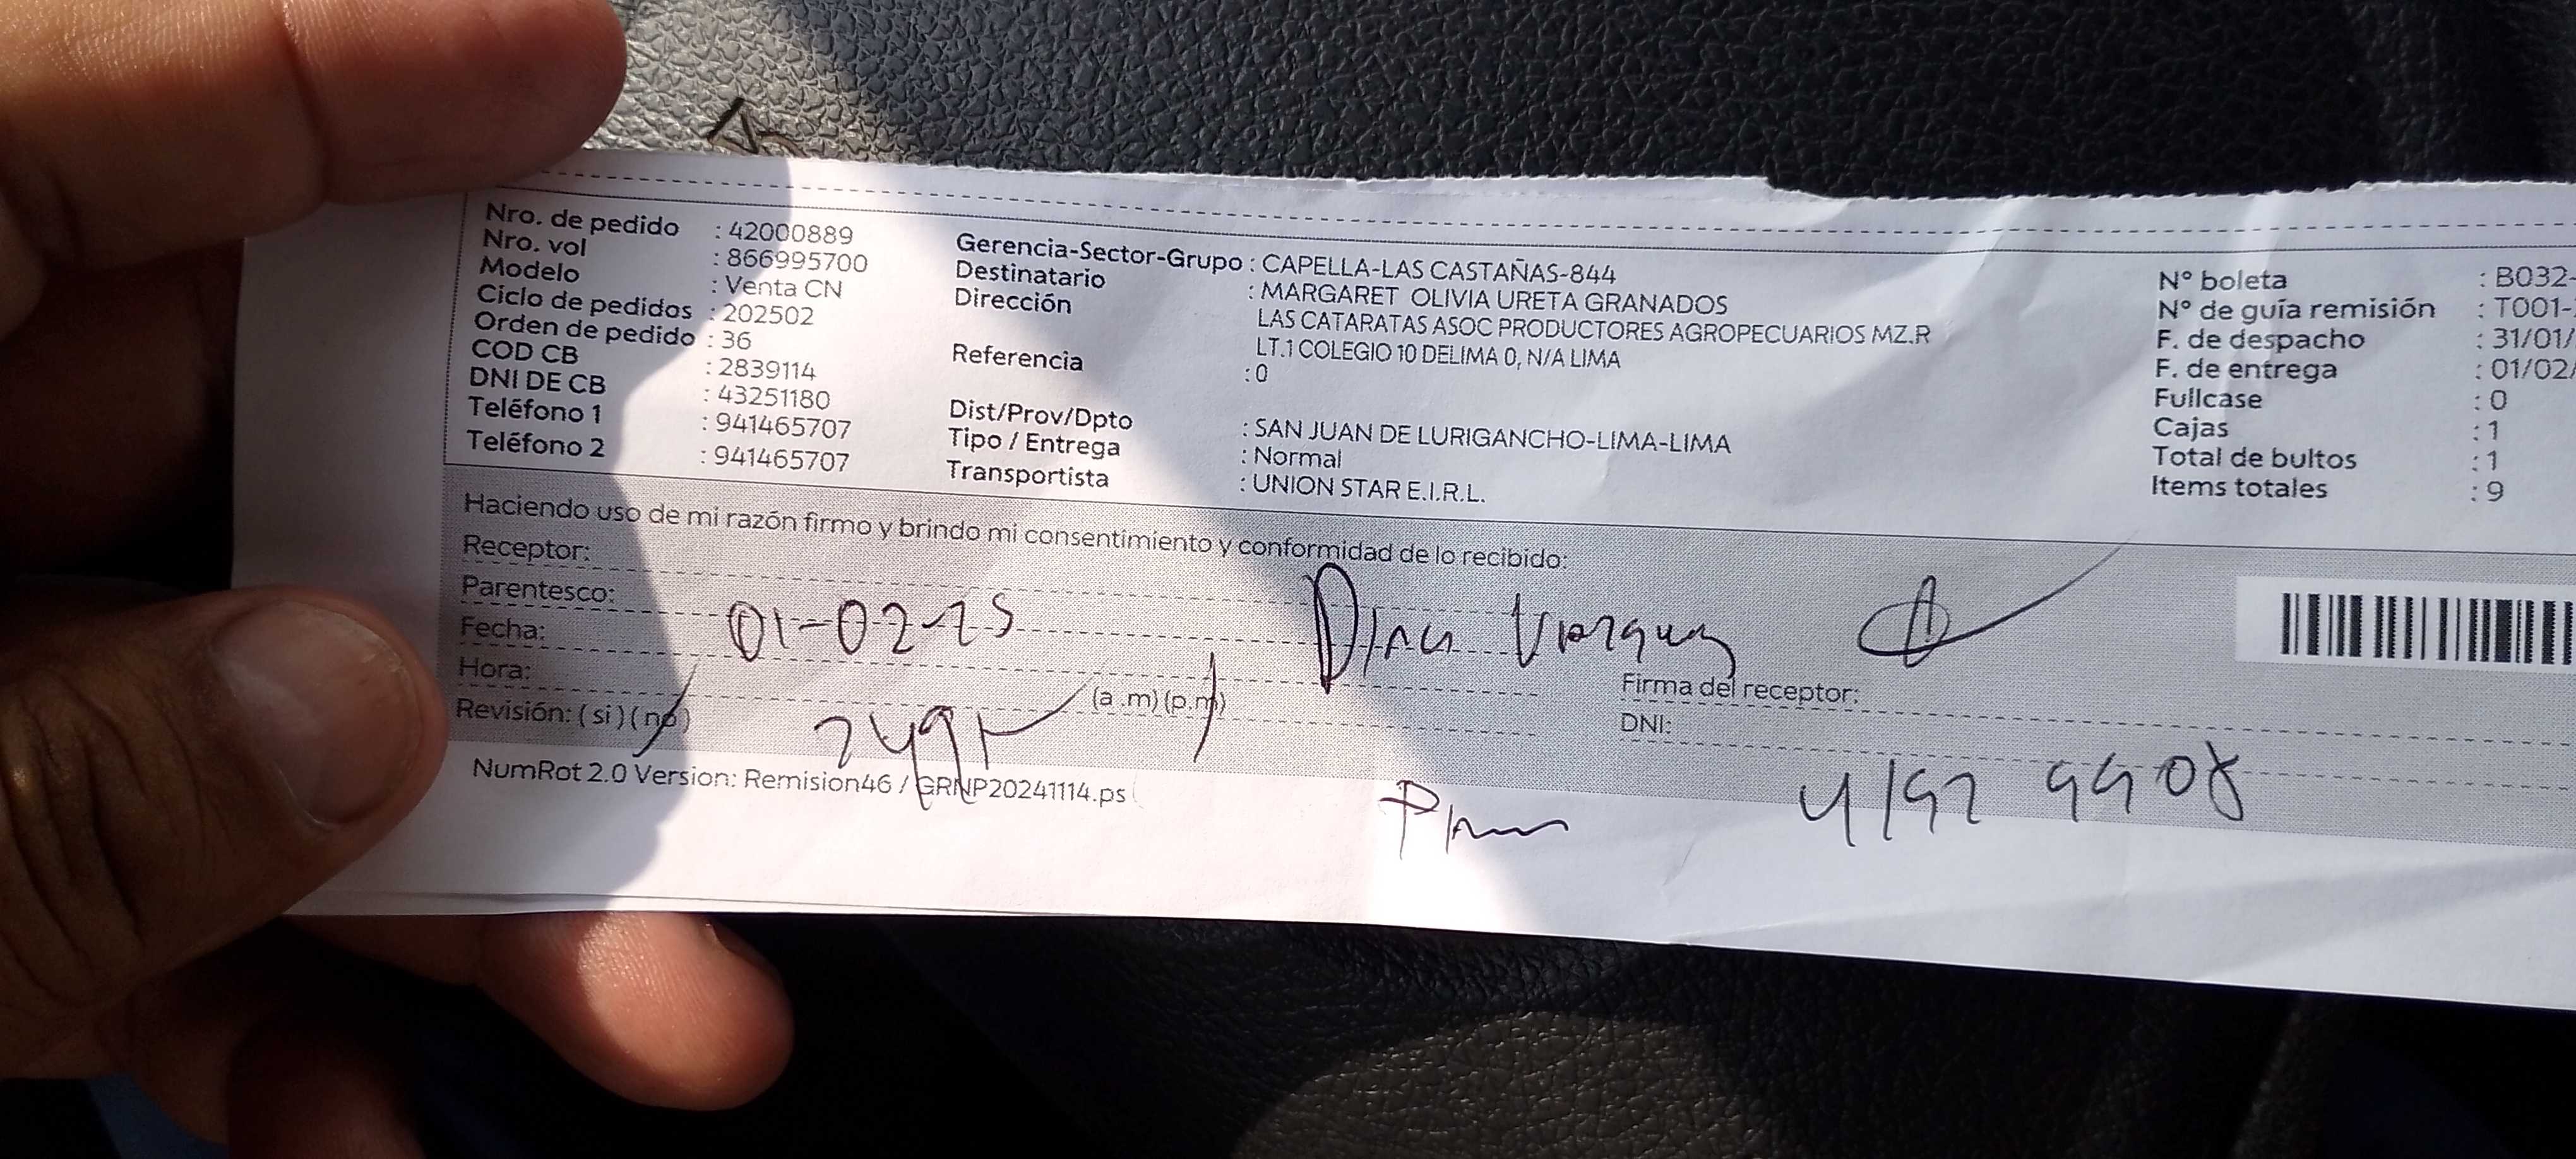 Nro. de pedido : 42000889
Nro. vol : 866995700
Modelo : Venta CN
Ciclo de pedidos : 202502
Orden de pedido : 36
COD CB : 2839114
DNI DE CB : 43251180
Teléfono 1 : 941465707
Teléfono 2 : 941465707
Gerencia-Sector-Grupo : CAPELLA-LAS CASTAÑAS-844
Destinatario : MARGARET OLIVIA URETA GRANADOS
Dirección LAS CATARATAS ASOC PRODUCTORES AGROPECUARIOS MZ.R
LT.1 COLEGIO 10 DELIMA 0, N/A LIMA
Referencia : 0
Dist/Prov/Dpto : SAN JUAN DE LURIGANCHO-LIMA-LIMA
Tipo / Entrega : Normal
Transportista : UNION STAR E.I.R.L.
N° boleta : B032-
N° de guía remisión : T001-
F. de despacho : 31/01/
F. de entrega : 01/02/
Fullcase : 0
Cajas : 1
Total de bultos : 1
Items totales : 9
Haciendo uso de mi razón firmo y brindo mi consentimiento y conformidad de lo recibido:
Receptor:
Parentesco:
Fecha: 01-02-25
Hora: (a .m) (p.m)
Revisión: ( si ) ( no )
Firma del receptor:
DNI:
NumRot 2.0 Version: Remision46 / GRNP20241114.ps